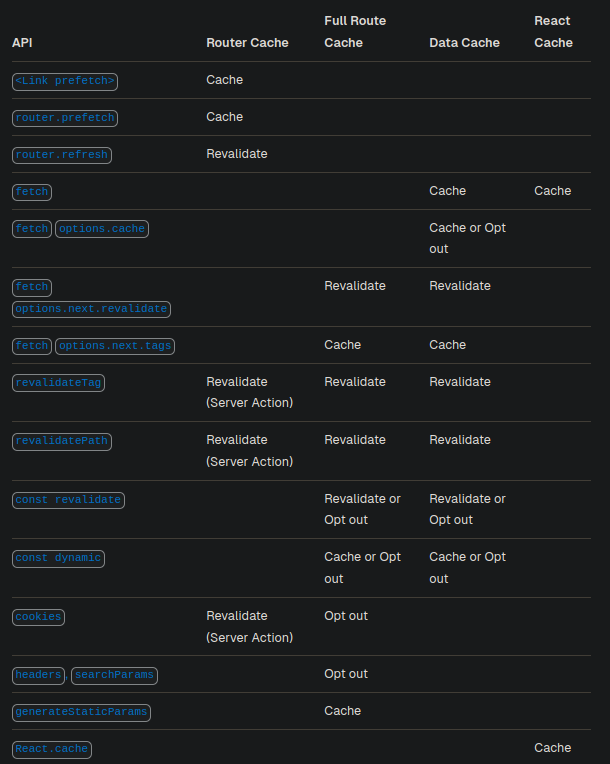 API Router Cache Full Route Cache Data Cache React Cache
<Link prefetch> Cache
router.prefetch Cache
router.refresh Revalidate
fetch Cache Cache
fetch options.cache Cache or Opt out
fetch options.next.revalidate Revalidate Revalidate
fetch options.next.tags Cache Cache
revalidateTag Revalidate (Server Action) Revalidate Revalidate
revalidatePath Revalidate (Server Action) Revalidate Revalidate
const revalidate Revalidate or Opt out Revalidate or Opt out
const dynamic Cache or Opt out Cache or Opt out
cookies Revalidate (Server Action) Opt out
headers, searchParams Opt out
generateStaticParams Cache
React.cache Cache